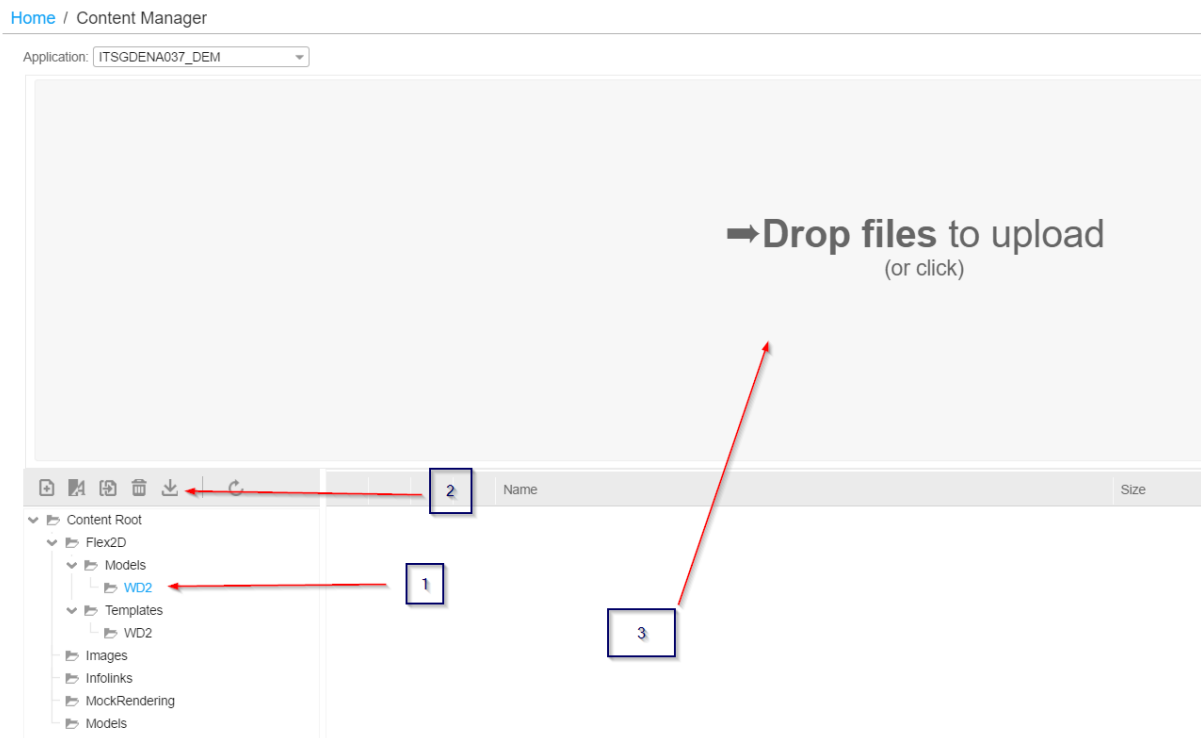 Home / Content Manager
Application: ITSGDENA037_DEM
➡Drop files to upload
(or click)
2
Name
Size
Content Root
Flex2D
Models
WD2
1
Templates
WD2
3
Images
Infolinks
MockRendering
Models